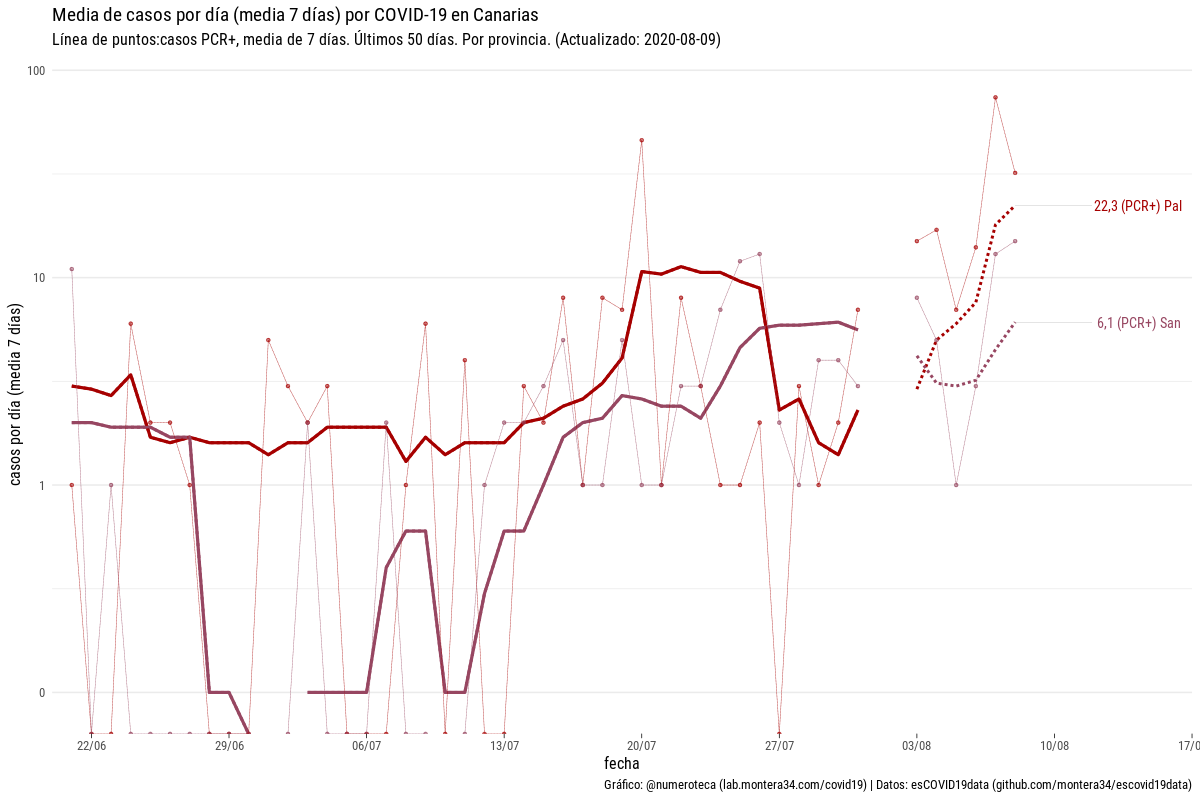 Media de casos por día (media 7 días) por COVID-19 en Canarias
Línea de puntos:casos PCR+, media de 7 días. Últimos 50 días. Por provincia. (Actualizado: 2020-08-09)
100
10
1
0
casos por día (media 7 días)
22,3 (PCR+) Pal
6,1 (PCR+) San
22/06
29/06
06/07
13/07
20/07
27/07
03/08
10/08
17/0
fecha
Gráfico: @numeroteca (lab.montera34.com/covid19) | Datos: esCOVID19data (github.com/montera34/escovid19data)